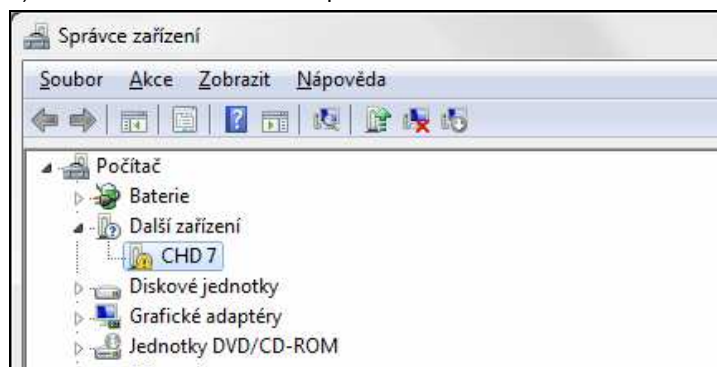 Správce zařízení
Soubor Akce Zobrazit Nápověda
Počítač
Baterie
Další zařízení
CHD 7
Diskové jednotky
Grafické adaptéry
Jednotky DVD/CD-ROM